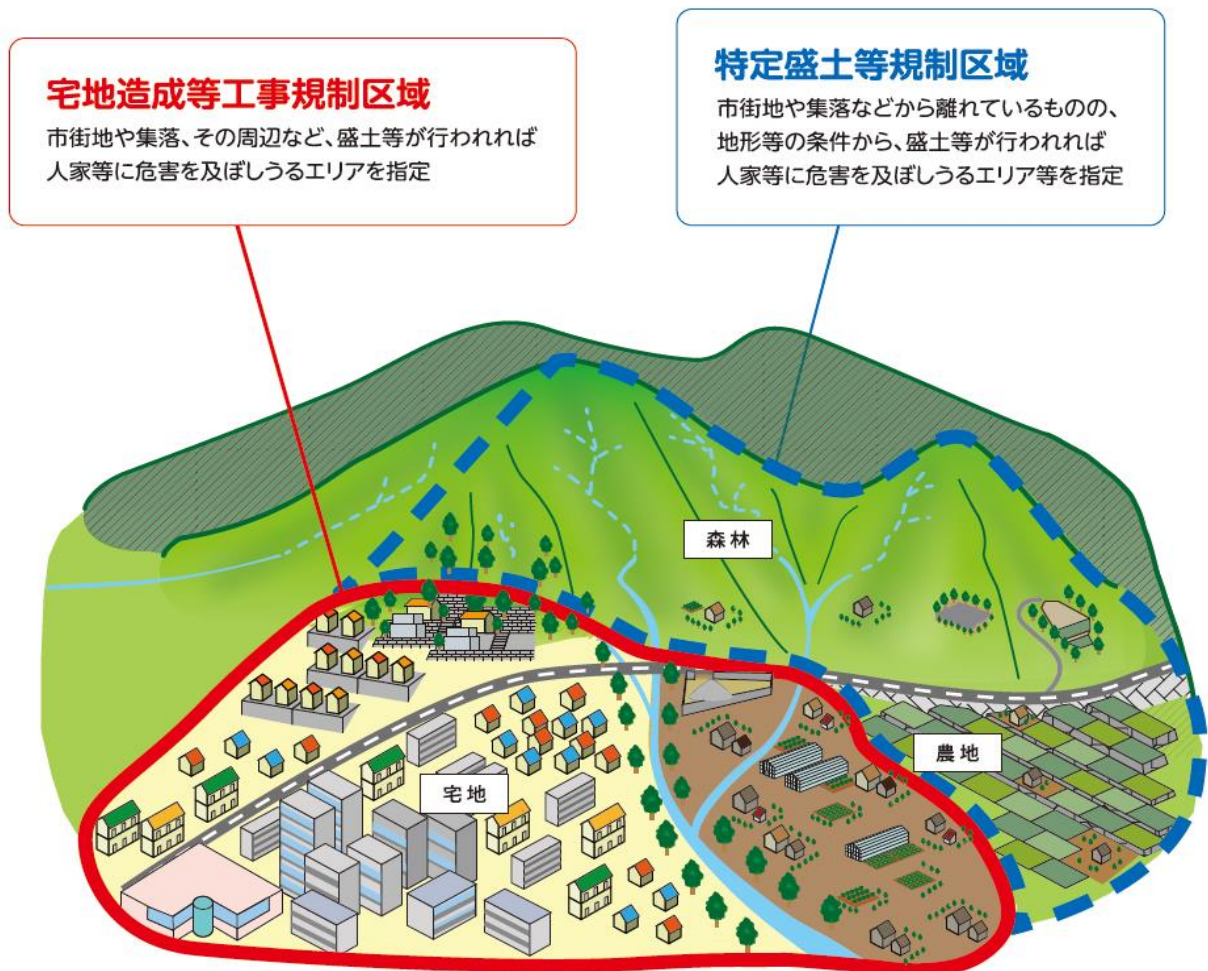 宅地造成等工事規制区域
市街地や集落、その周辺など、盛土等が行われれば
人家等に危害を及ぼしうるエリアを指定
特定盛土等規制区域
市街地や集落などから離れているものの、
地形等の条件から、盛土等が行われれば
人家等に危害を及ぼしうるエリア等を指定
森林
農地
宅地